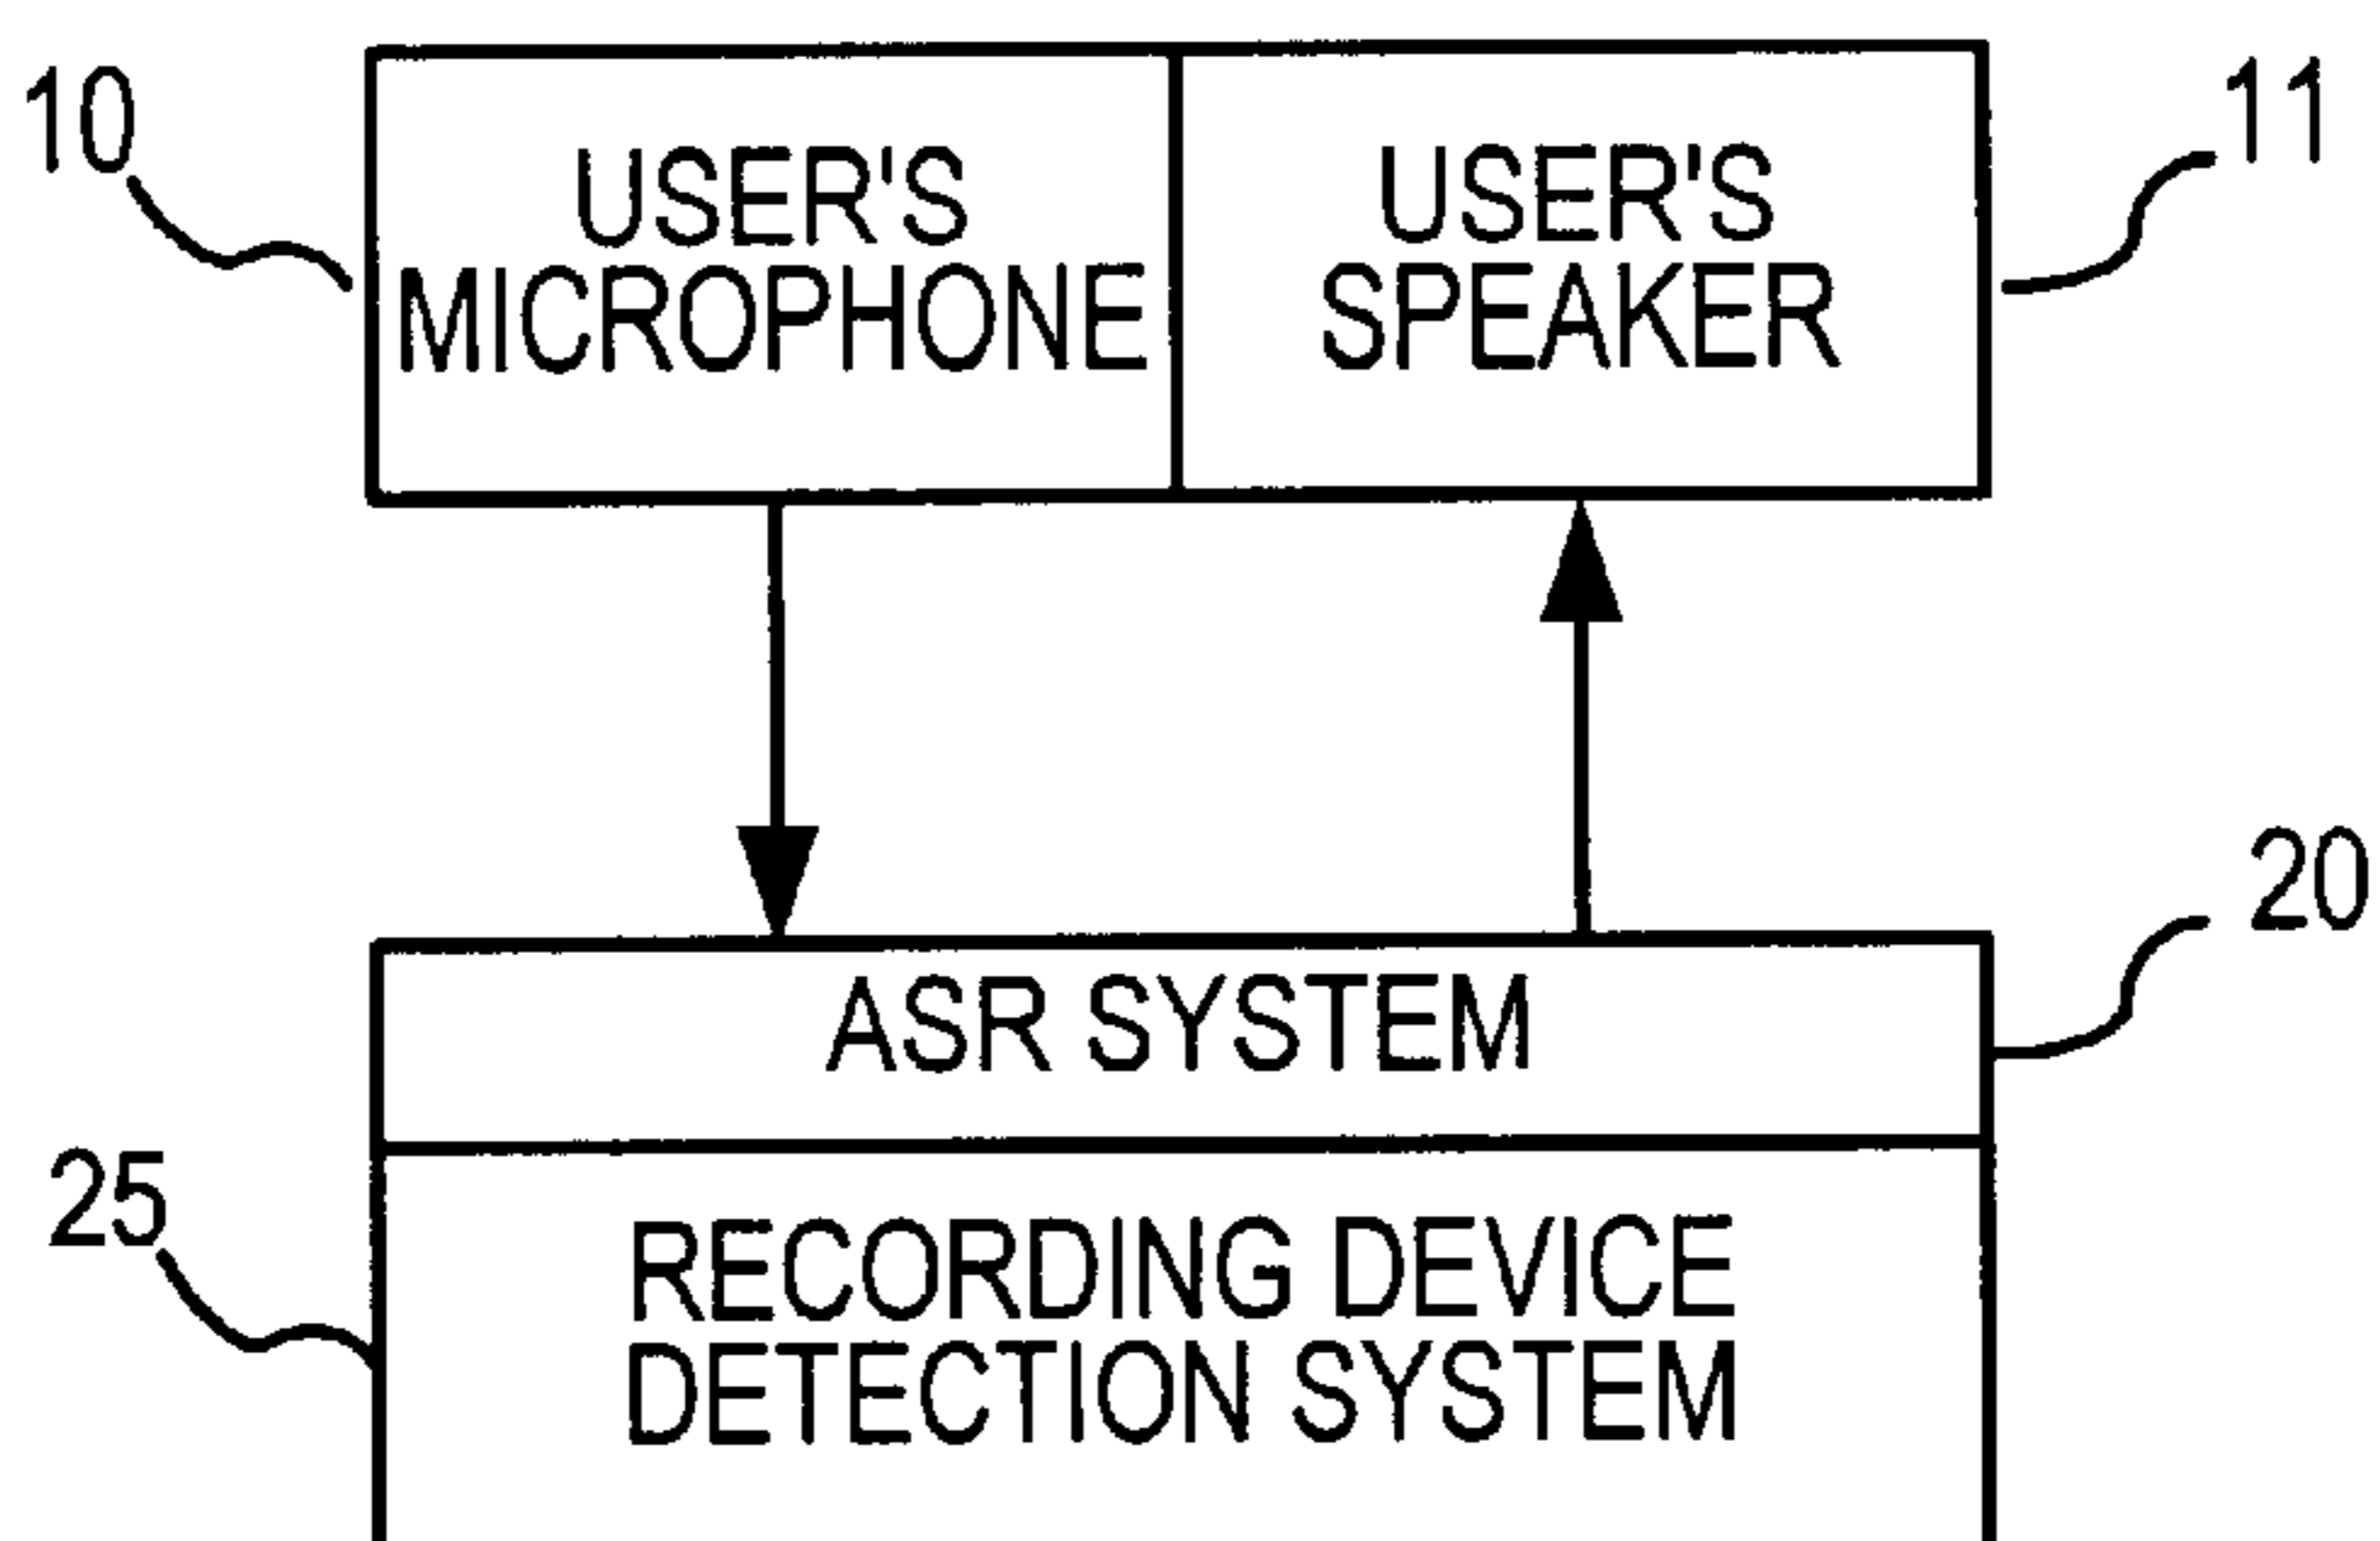 10
11
USER'S
MICROPHONE
USER'S
SPEAKER
20
ASR SYSTEM
25
RECORDING DEVICE
DETECTION SYSTEM